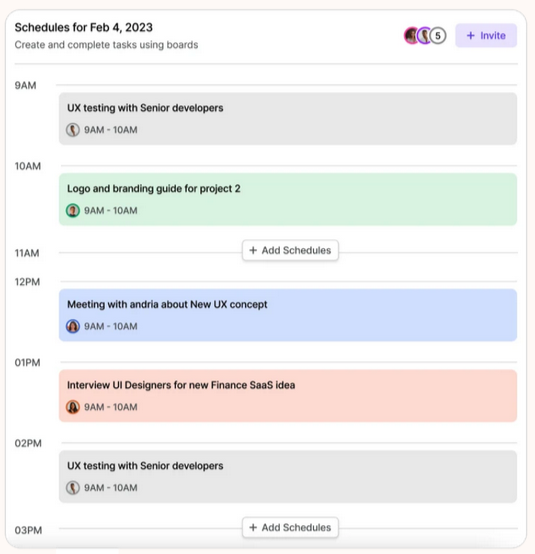 Schedules for Feb 4, 2023
Create and complete tasks using boards
5
+ Invite
9AM
UX testing with Senior developers
9AM - 10AM
10AM
Logo and branding guide for project 2
9AM - 10AM
11AM
+ Add Schedules
12PM
Meeting with andria about New UX concept
9AM - 10AM
01PM
Interview UI Designers for new Finance SaaS idea
9AM - 10AM
02PM
UX testing with Senior developers
9AM - 10AM
03PM
+ Add Schedules